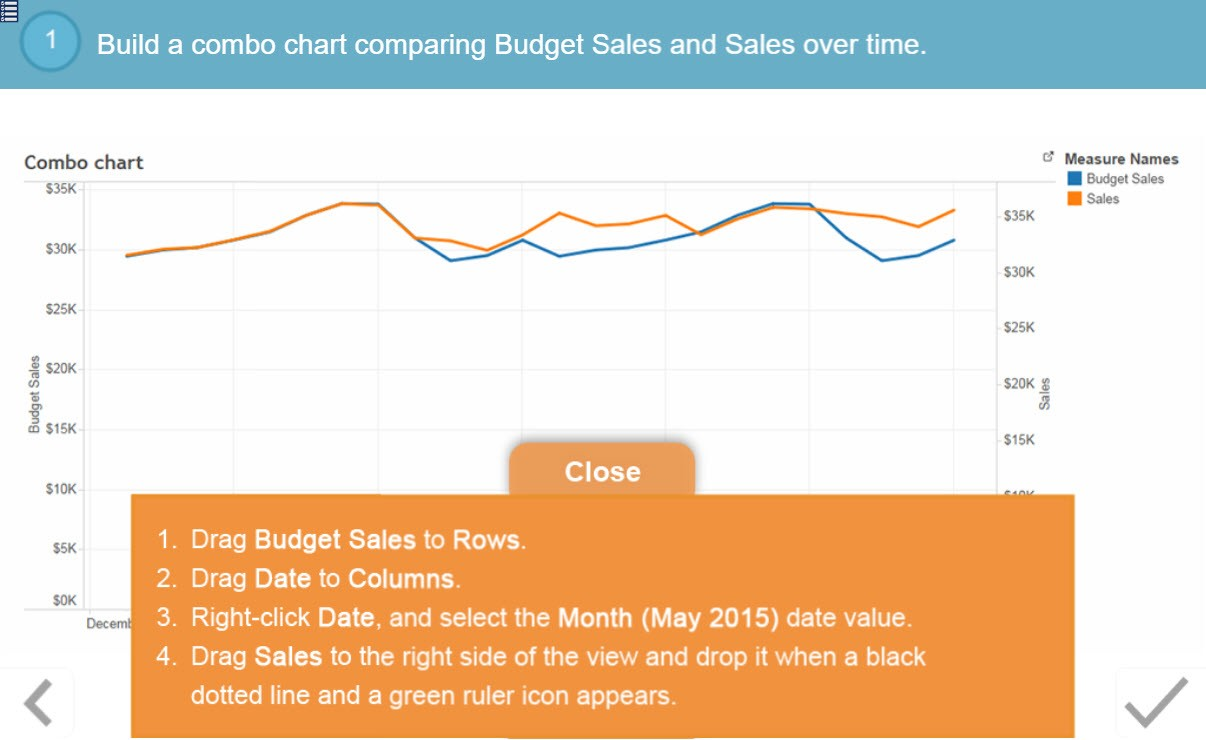 1
Build a combo chart comparing Budget Sales and Sales over time.
Combo chart
Measure Names
Budget Sales
Sales
$35K
$30K
$25K
$20K
$15K
$10K
$5K
$0K
Budget Sales
$35K
$30K
$25K
$20K
$15K
$10K
Sales
Decemb
Close
1. Drag Budget Sales to Rows.
2. Drag Date to Columns.
3. Right-click Date, and select the Month (May 2015) date value.
4. Drag Sales to the right side of the view and drop it when a black
dotted line and a green ruler icon appears.